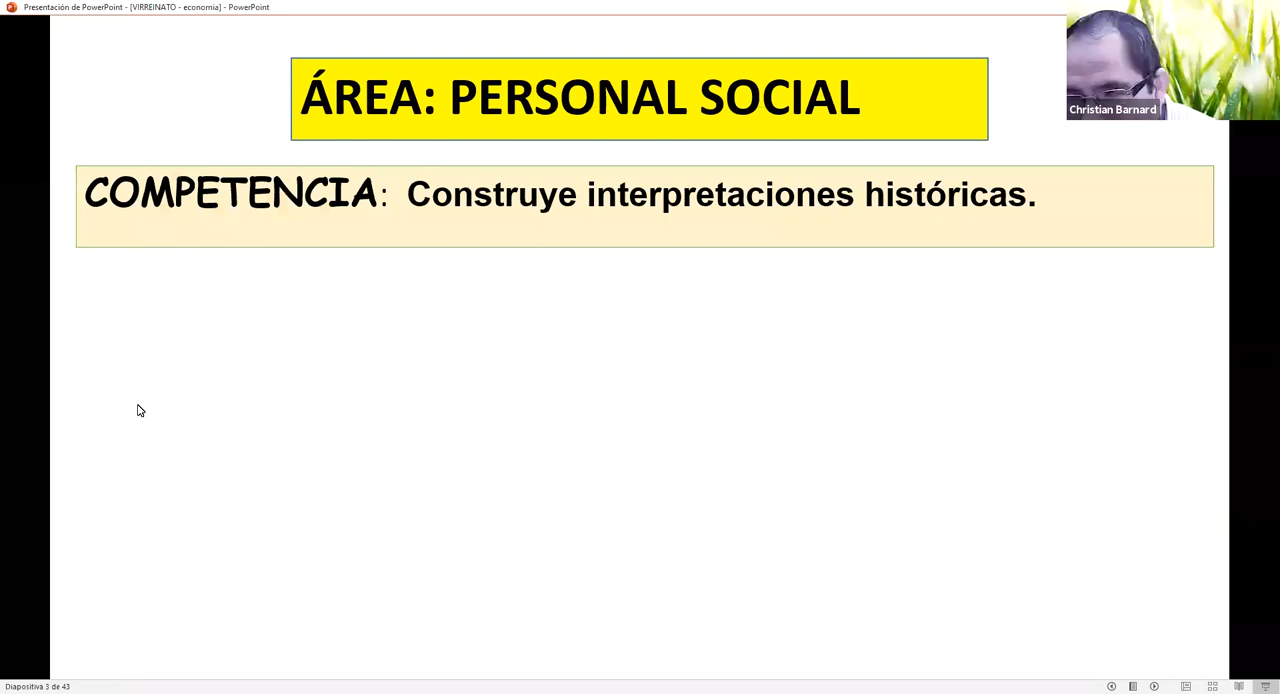 Presentación de PowerPoint - [VIRREINATO - economia] - PowerPoint
ÁREA: PERSONAL SOCIAL
Christian Barnard
COMPETENCIA: Construye interpretaciones históricas.
Diapositiva 3 de 43